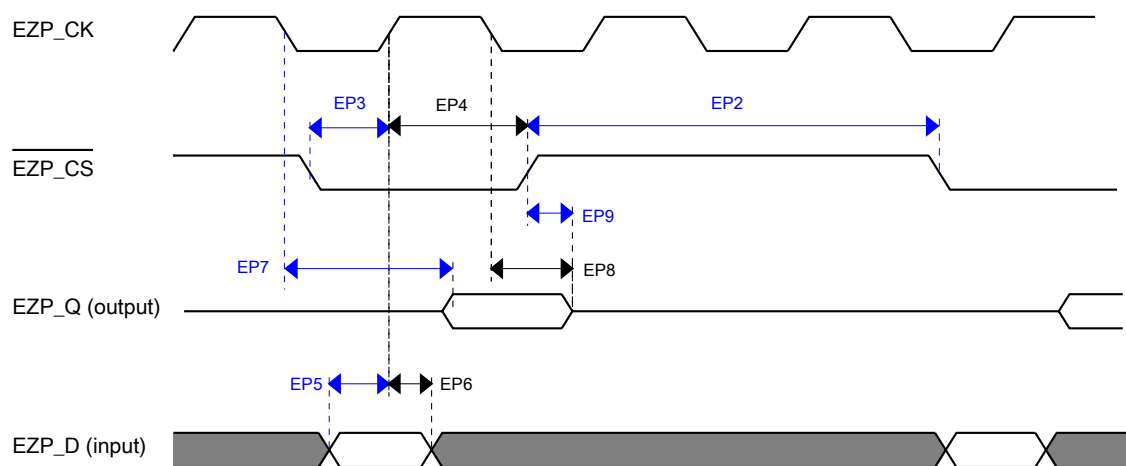 EZP_CK
EP3
EP4
EP2
EZP_CS
EP9
EP7
EP8
EZP_Q (output)
EP5
EP6
EZP_D (input)